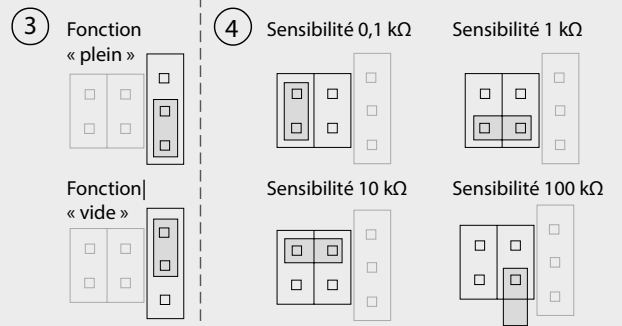 3
Fonction
« plein »
Fonction|
« vide »
4
Sensibilité 0,1 kΩ
Sensibilité 1 kΩ
Sensibilité 10 kΩ
Sensibilité 100 kΩ